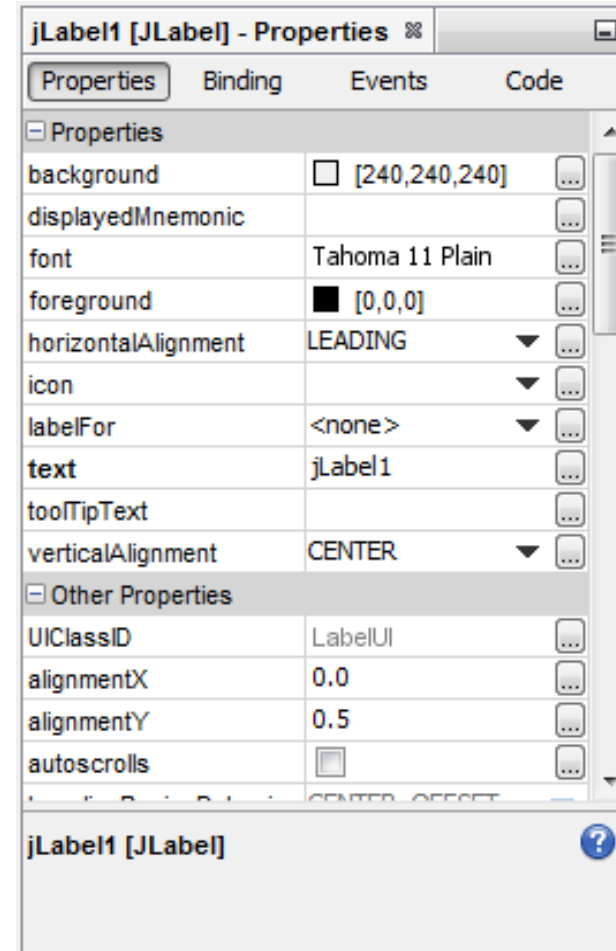 jLabel1 [JLabel] - Properties
Properties Binding Events Code
Properties
background [240,240,240] ...
displayedMnemonic ...
font Tahoma 11 Plain ...
foreground [0,0,0] ...
horizontalAlignment LEADING ...
icon ...
labelFor <none> ...
text jLabel1 ...
toolTipText ...
verticalAlignment CENTER ...
Other Properties
UIClassID LabelUI ...
alignmentX 0.0 ...
alignmentY 0.5 ...
autoscrolls ...
CENTER_OFFSET
jLabel1 [JLabel] ?